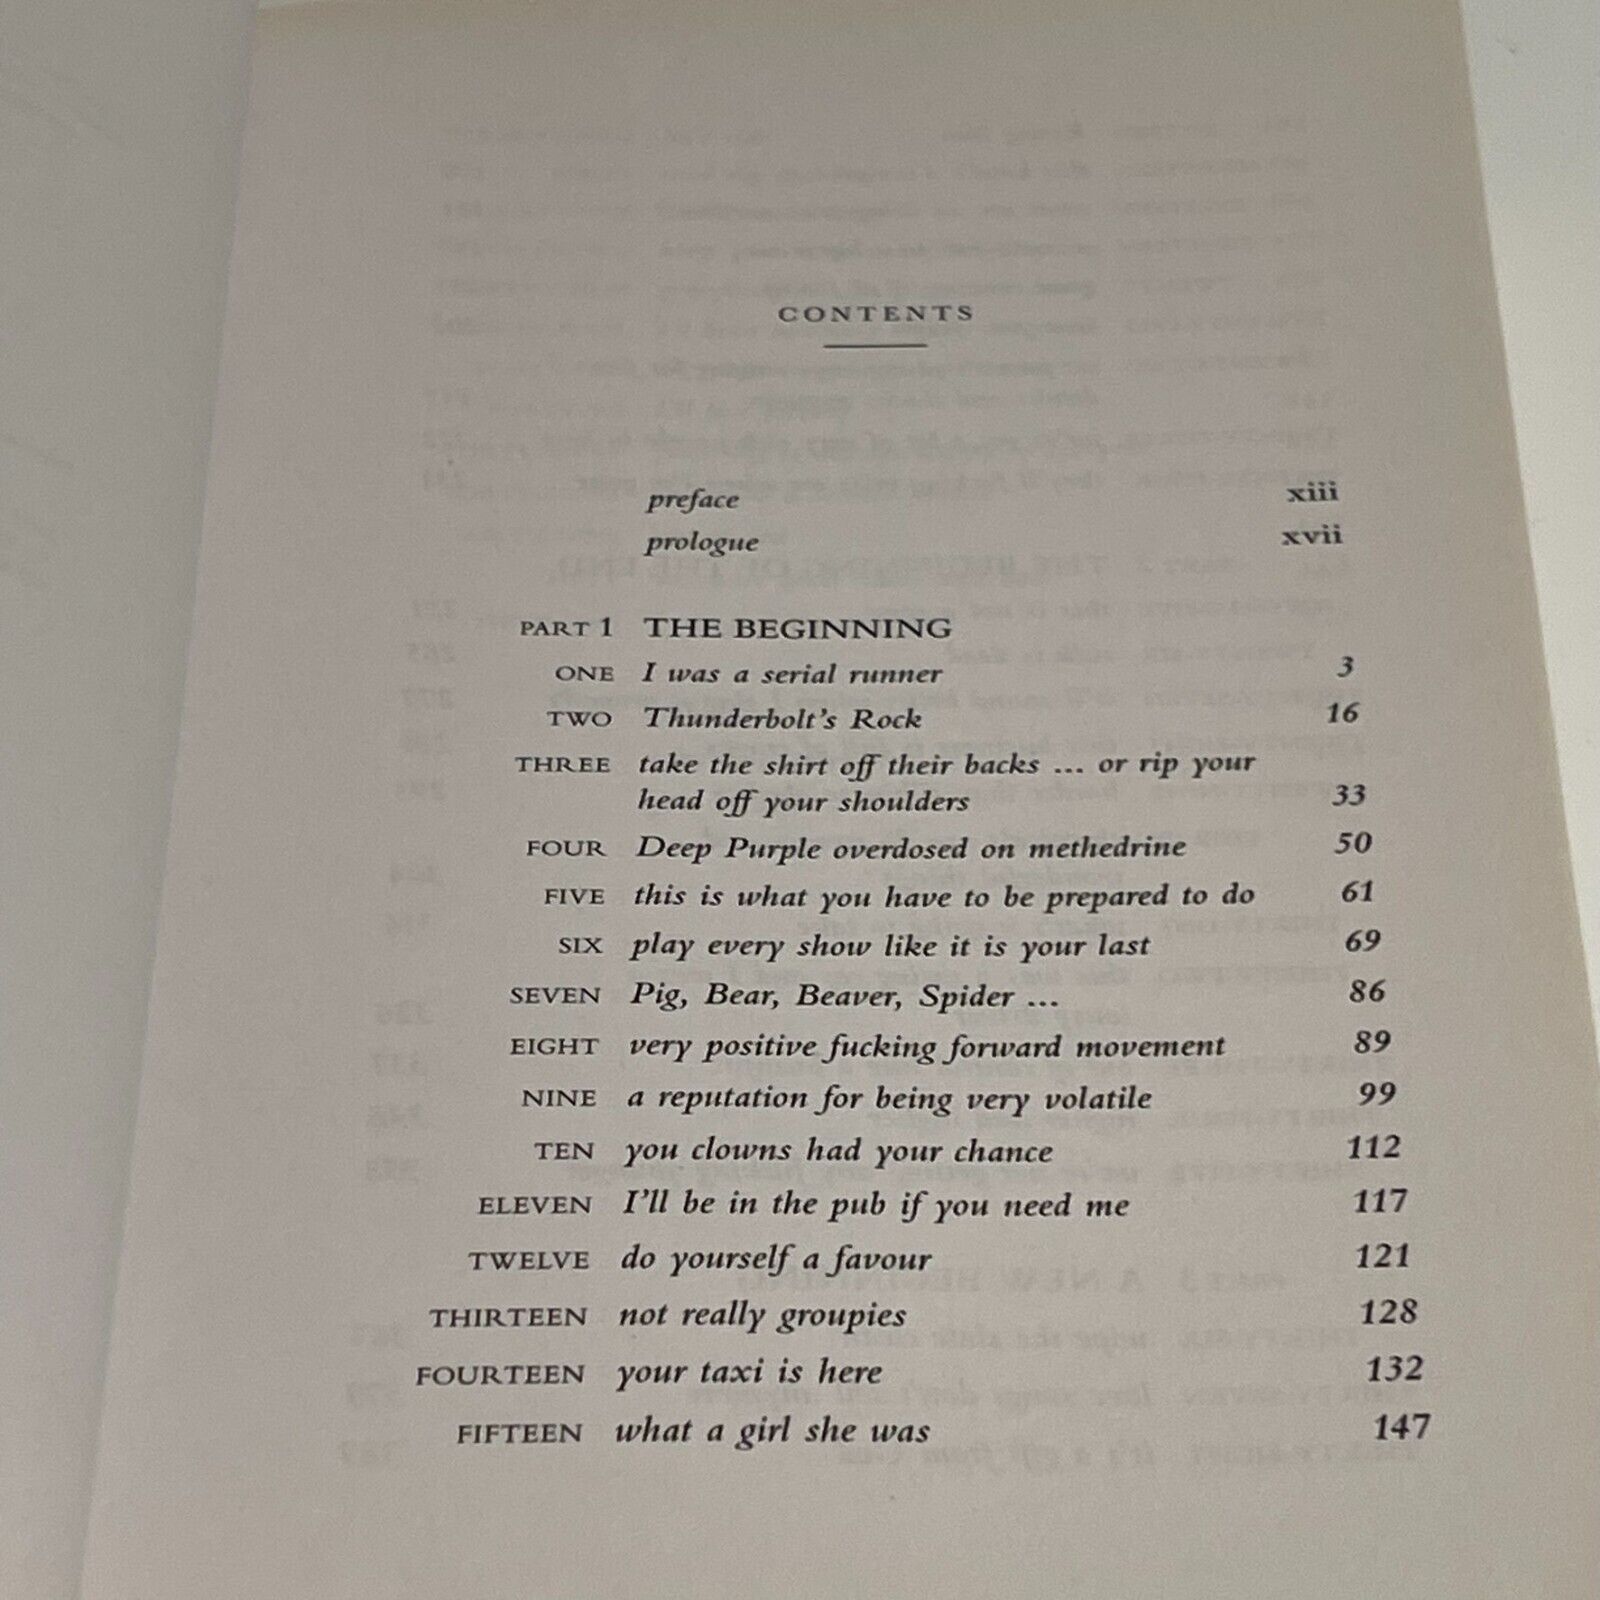 CONTENTS
preface xiii
prologue xvii
PART 1 THE BEGINNING
ONE I was a serial runner 3
TWO Thunderbolt's Rock 16
THREE take the shirt off their backs ... or rip your
head off your shoulders 33
FOUR Deep Purple overdosed on methedrine 50
FIVE this is what you have to be prepared to do 61
SIX play every show like it is your last 69
SEVEN Pig, Bear, Beaver, Spider ... 86
EIGHT very positive fucking forward movement 89
NINE a reputation for being very volatile 99
TEN you clowns had your chance 112
ELEVEN I'll be in the pub if you need me 117
TWELVE do yourself a favour 121
THIRTEEN not really groupies 128
FOURTEEN your taxi is here 132
FIFTEEN what a girl she was 147